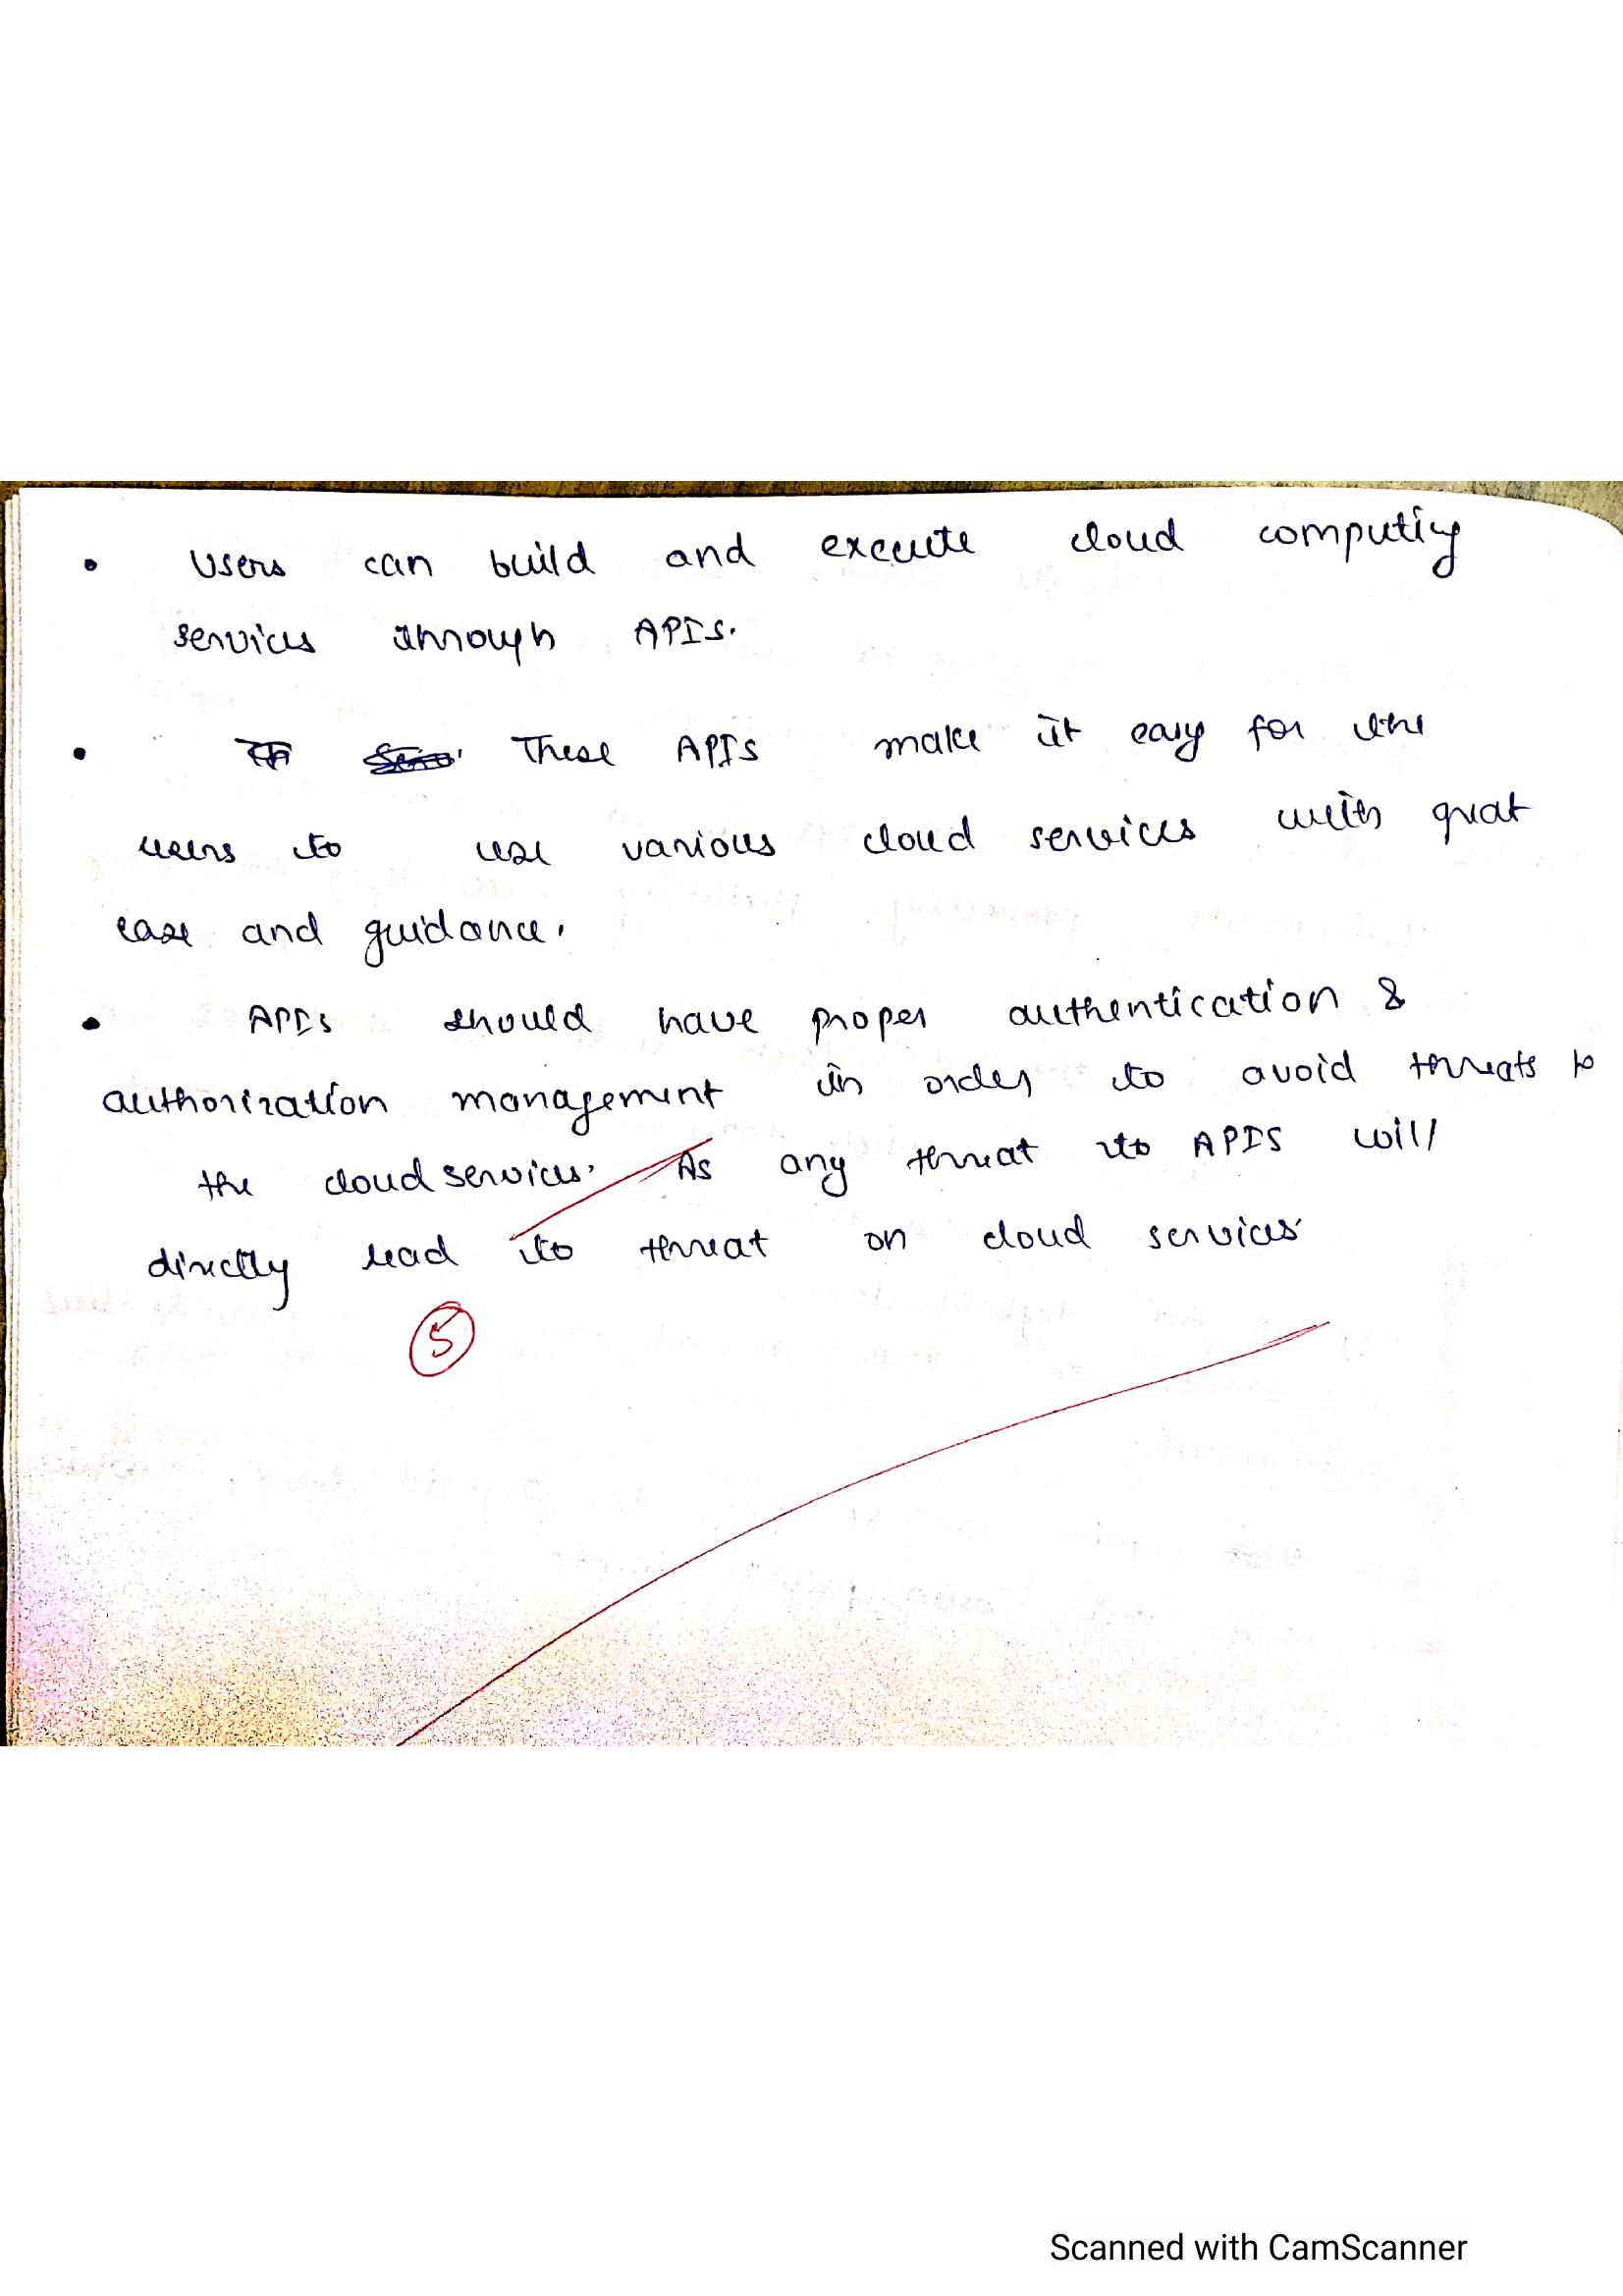 • Users can build and execute cloud computing
services through APIs.
• These APIs make it easy for the
users to use various cloud services with great
ease and guidance.
• APIs should have proper authentication &
authorization management in order to avoid threats to
the cloud services. As any threat to APIs will
directly lead to threat on cloud services
5
Scanned with CamScanner